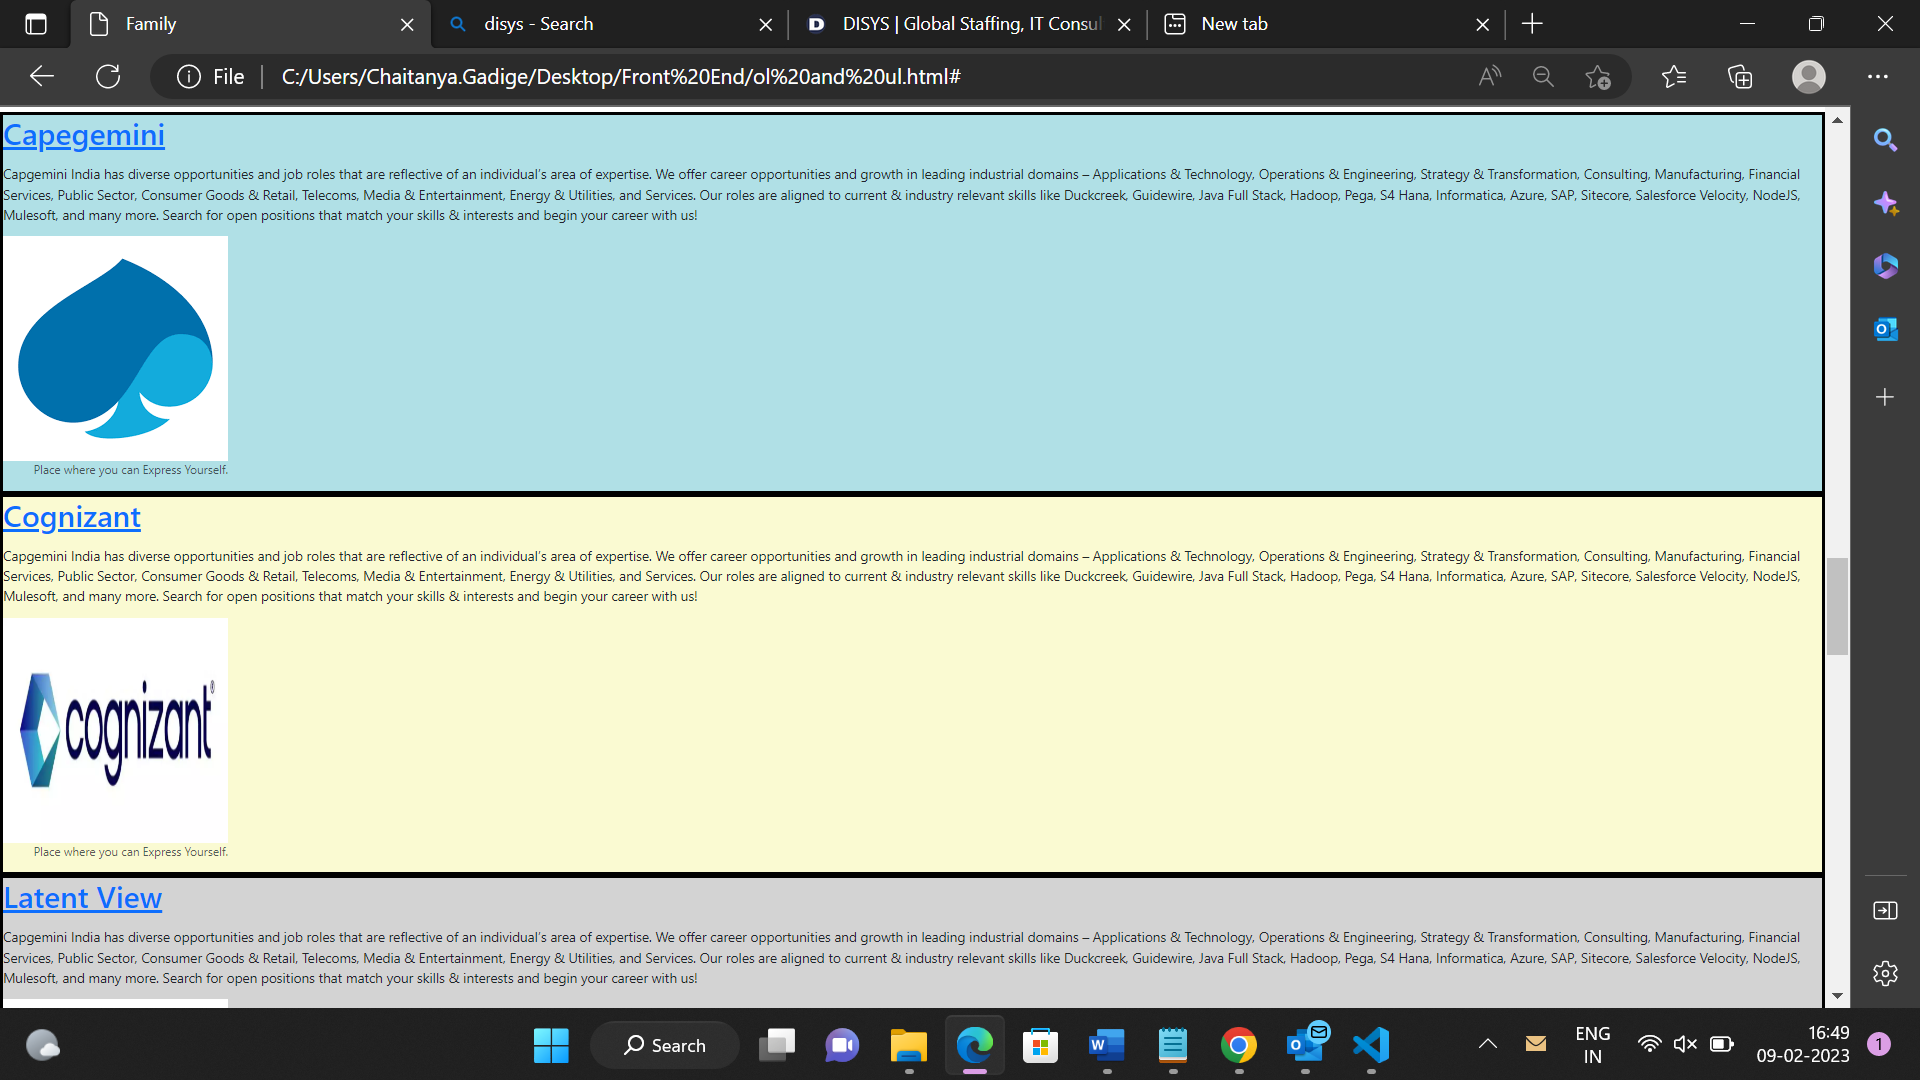 Family
disys - Search
DISYS | Global Staffing, IT Consul
New tab
File
C:/Users/Chaitanya.Gadige/Desktop/Front%20End/ol%20and%20ul.html#
Capegemini
Capgemini India has diverse opportunities and job roles that are reflective of an individual's area of expertise. We offer career opportunities and growth in leading industrial domains – Applications & Technology, Operations & Engineering, Strategy & Transformation, Consulting, Manufacturing, Financial
Services, Public Sector, Consumer Goods & Retail, Telecoms, Media & Entertainment, Energy & Utilities, and Services. Our roles are aligned to current & industry relevant skills like Duckcreek, Guidewire, Java Full Stack, Hadoop, Pega, S4 Hana, Informatica, Azure, SAP, Sitecore, Salesforce Velocity, NodeJS,
Mulesoft, and many more. Search for open positions that match your skills & interests and begin your career with us!
Place where you can Express Yourself.
Cognizant
Capgemini India has diverse opportunities and job roles that are reflective of an individual's area of expertise. We offer career opportunities and growth in leading industrial domains – Applications & Technology, Operations & Engineering, Strategy & Transformation, Consulting, Manufacturing, Financial
Services, Public Sector, Consumer Goods & Retail, Telecoms, Media & Entertainment, Energy & Utilities, and Services. Our roles are aligned to current & industry relevant skills like Duckcreek, Guidewire, Java Full Stack, Hadoop, Pega, S4 Hana, Informatica, Azure, SAP, Sitecore, Salesforce Velocity, NodeJS,
Mulesoft, and many more. Search for open positions that match your skills & interests and begin your career with us!
cognizant®
Place where you can Express Yourself.
Latent View
Capgemini India has diverse opportunities and job roles that are reflective of an individual's area of expertise. We offer career opportunities and growth in leading industrial domains – Applications & Technology, Operations & Engineering, Strategy & Transformation, Consulting, Manufacturing, Financial
Services, Public Sector, Consumer Goods & Retail, Telecoms, Media & Entertainment, Energy & Utilities, and Services. Our roles are aligned to current & industry relevant skills like Duckcreek, Guidewire, Java Full Stack, Hadoop, Pega, S4 Hana, Informatica, Azure, SAP, Sitecore, Salesforce Velocity, NodeJS,
Mulesoft, and many more. Search for open positions that match your skills & interests and begin your career with us!
Search
ENG
IN
16:49
09-02-2023
1